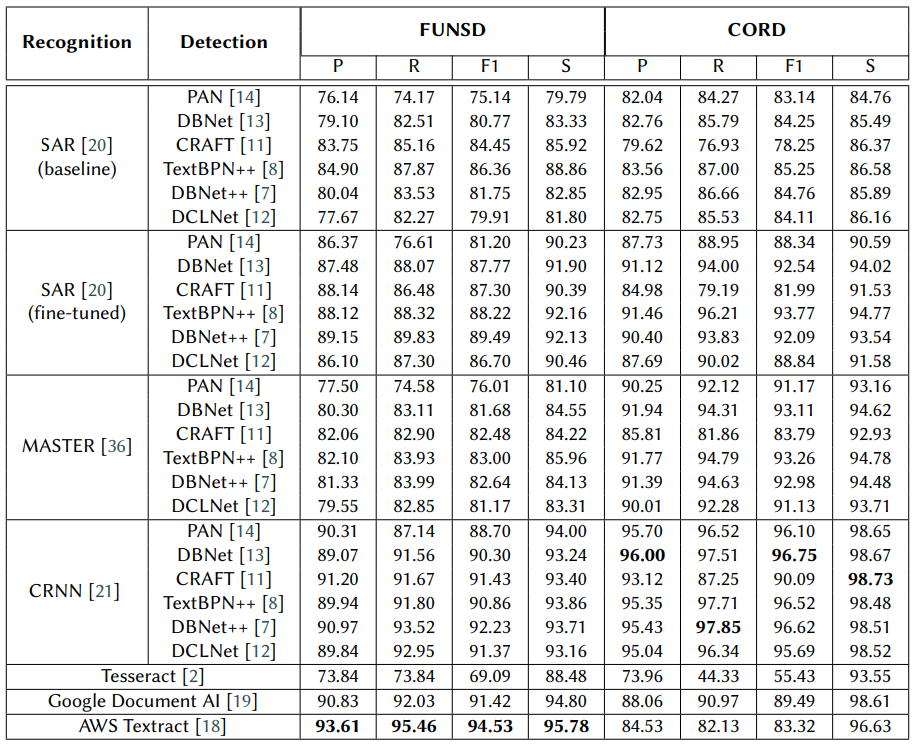 Recognition Detection FUNSD CORD
P R F1 S P R F1 S
SAR [20] (baseline)
PAN [14] 76.14 74.17 75.14 79.79 82.04 84.27 83.14 84.76
DBNet [13] 79.10 82.51 80.77 83.33 82.76 85.79 84.25 85.49
CRAFT [11] 83.75 85.16 84.45 85.92 79.62 76.93 78.25 86.37
TextBPN++ [8] 84.90 87.87 86.36 88.86 83.56 87.00 85.25 86.58
DBNet++ [7] 80.04 83.53 81.75 82.85 82.95 86.66 84.76 85.89
DCLNet [12] 77.67 82.27 79.91 81.80 82.75 85.53 84.11 86.16
SAR [20] (fine-tuned)
PAN [14] 86.37 76.61 81.20 90.23 87.73 88.95 88.34 90.59
DBNet [13] 87.48 88.07 87.77 91.90 91.12 94.00 92.54 94.02
CRAFT [11] 88.14 86.48 87.30 90.39 84.98 79.19 81.99 91.53
TextBPN++ [8] 88.12 88.32 88.22 92.16 91.46 96.21 93.77 94.77
DBNet++ [7] 89.15 89.83 89.49 92.13 90.40 93.83 92.09 93.54
DCLNet [12] 86.10 87.30 86.70 90.46 87.69 90.02 88.84 91.58
MASTER [36]
PAN [14] 77.50 74.58 76.01 81.10 90.25 92.12 91.17 93.16
DBNet [13] 80.30 83.11 81.68 84.55 91.94 94.31 93.11 94.62
CRAFT [11] 82.06 82.90 82.48 84.22 85.81 81.86 83.79 92.93
TextBPN++ [8] 82.10 83.93 83.00 85.96 91.77 94.79 93.26 94.78
DBNet++ [7] 81.33 83.99 82.64 84.13 91.39 94.63 92.98 94.48
DCLNet [12] 79.55 82.85 81.17 83.31 90.01 92.28 91.13 93.71
CRNN [21]
PAN [14] 90.31 87.14 88.70 94.00 95.70 96.52 96.10 98.65
DBNet [13] 89.07 91.56 90.30 93.24 96.00 97.51 96.75 98.67
CRAFT [11] 91.20 91.67 91.43 93.40 93.12 87.25 90.09 98.73
TextBPN++ [8] 89.94 91.80 90.86 93.86 95.35 97.71 96.52 98.48
DBNet++ [7] 90.97 93.52 92.23 93.71 95.43 97.85 96.62 98.51
DCLNet [12] 89.84 92.95 91.37 93.16 95.04 96.34 95.69 98.52
Tesseract [2] 73.84 73.84 69.09 88.48 73.96 44.33 55.43 93.55
Google Document AI [19] 90.83 92.03 91.42 94.80 88.06 90.97 89.49 98.61
AWS Textract [18] 93.61 95.46 94.53 95.78 84.53 82.13 83.32 96.63